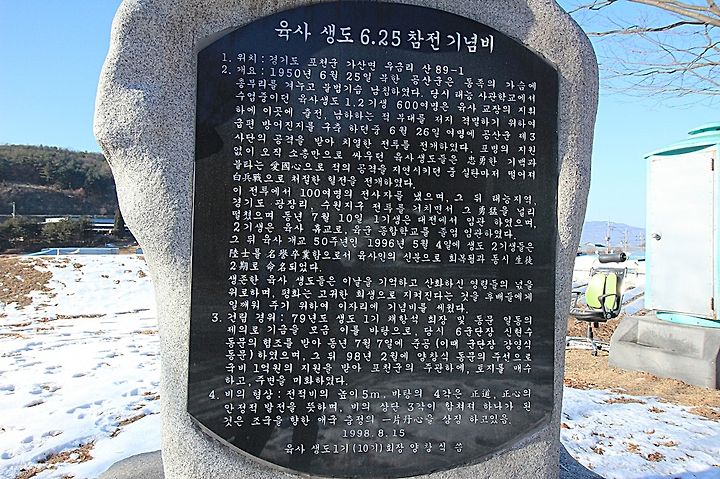 육사 생도 6.25 참전 기념비
1. 위치 : 경기도 포천군 가산면 우금리 산 89-1
2. 개요 : 1950년 6월 25일 북한 공산군은 동족의 가슴에
총부리를 겨누고 불법기습 남침하였다. 당시 태능 사관학교에서
수업중이던 육사생도 1.2기생 600여명은 육사 교장의 지휘
하에 이곳에 출전, 남하하는 적 부대를 저지 격멸하기 위하여
급편 방어진지를 구축 하던중 6월 26일 여명에 공산군 제3
사단의 공격을 받아 치열한 전투를 전개하였다. 포병의 지원
없이 오직 소총만으로 싸우던 육사생도들은 忠勇한 기백과
불타는 愛國心으로 적의 공격을 지연시키던 중 실탄마저 떨어져
白兵戰으로 처절한 혈전을 전개하였다.
이 전투에서 100여명의 전사자를 냈으며, 그 뒤 태능지역,
경기도 광장리, 수원지구 전투를 거치면서 그 勇猛을 널리
떨쳤으며 동년 7월 10일 1기생은 대전에서 임관 하였으며,
2기생은 육사 휴교로, 육군 종합학교를 졸업 임관하였다.
그 뒤 육사 개교 50주년인 1996년 5월 4일에 생도 2기생들은
陸士를 名譽卒業함으로서 육사인의 신분으로 회복됨과 동시 生徒
2期로 命名되었다.
생존한 육사 생도들은 이날을 기억하고 산화하신 영령들의 넋을
위로하며, 평화는 고귀한 희생으로 지켜진다는 것을 후배들에게
일깨워 주기 위하여 이자리에 기념비를 세웠다.
3. 건립 경위 : 79년도 생도 1기 채항석 회장 및 동문 일동의
제의로 기금을 모금 이를 바탕으로, 당시 6군단장 신현수
동문의 협조를 받아 동년 7월 7일에 준공 (이때 군단장 강영식
동문) 하였으며, 그 뒤 98년 2월에 양창식 동문의 주선으로
국비 1억원의 지원을 받아 포천군의 주관하에, 토지를 매수
하고, 주변을 미화하였다.
4. 비의 형상 : 전적비의 높이 5m, 바탕의 4각은 正道, 正心의
안정적 발전을 뜻하며, 비의 상단 3각이 합쳐져 하나가 된
것은 조국을 향한 애국 충정의 一片丹心을 상징 하고있음.
1998. 8. 15
육사 생도1기 (10기) 회장 양 창 식 씀